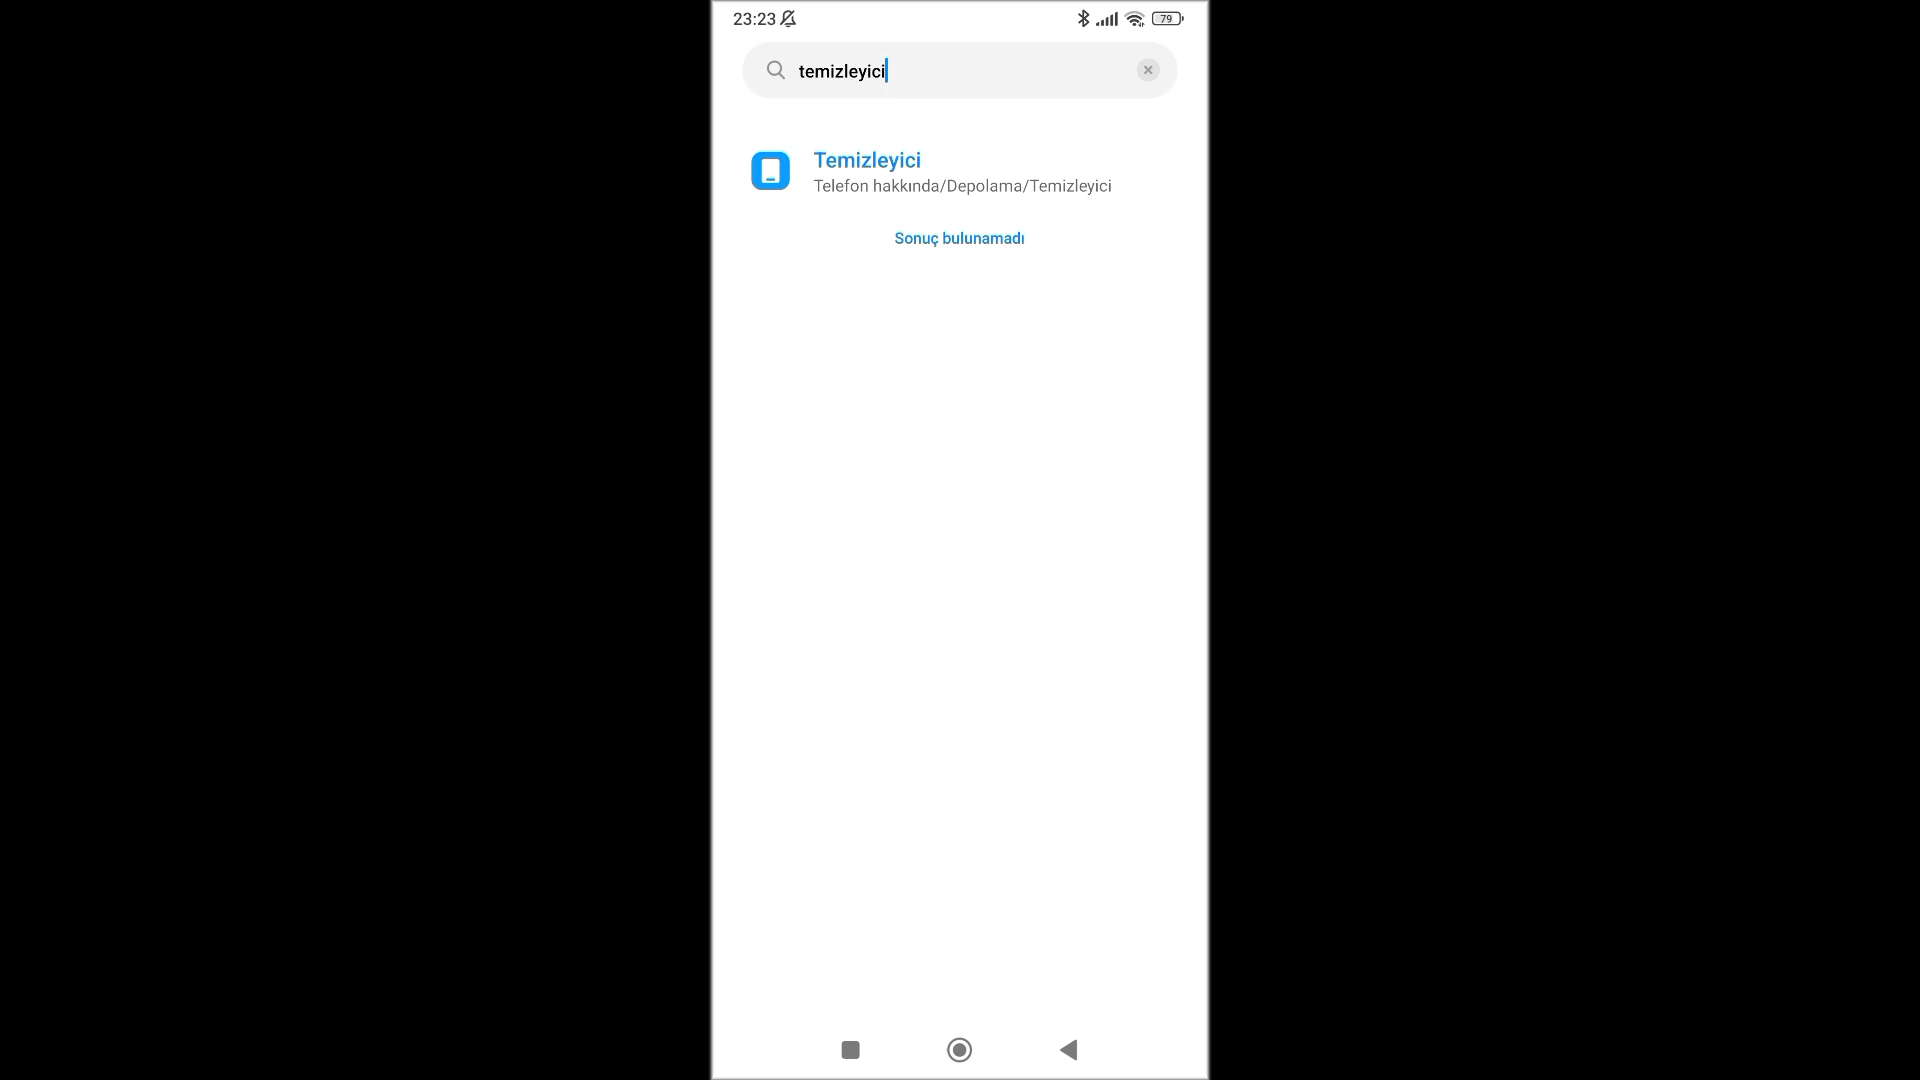 23:23 79
temizleyici
Temizleyici
Telefon hakkında/Depolama/Temizleyici
Sonuç bulunamadı